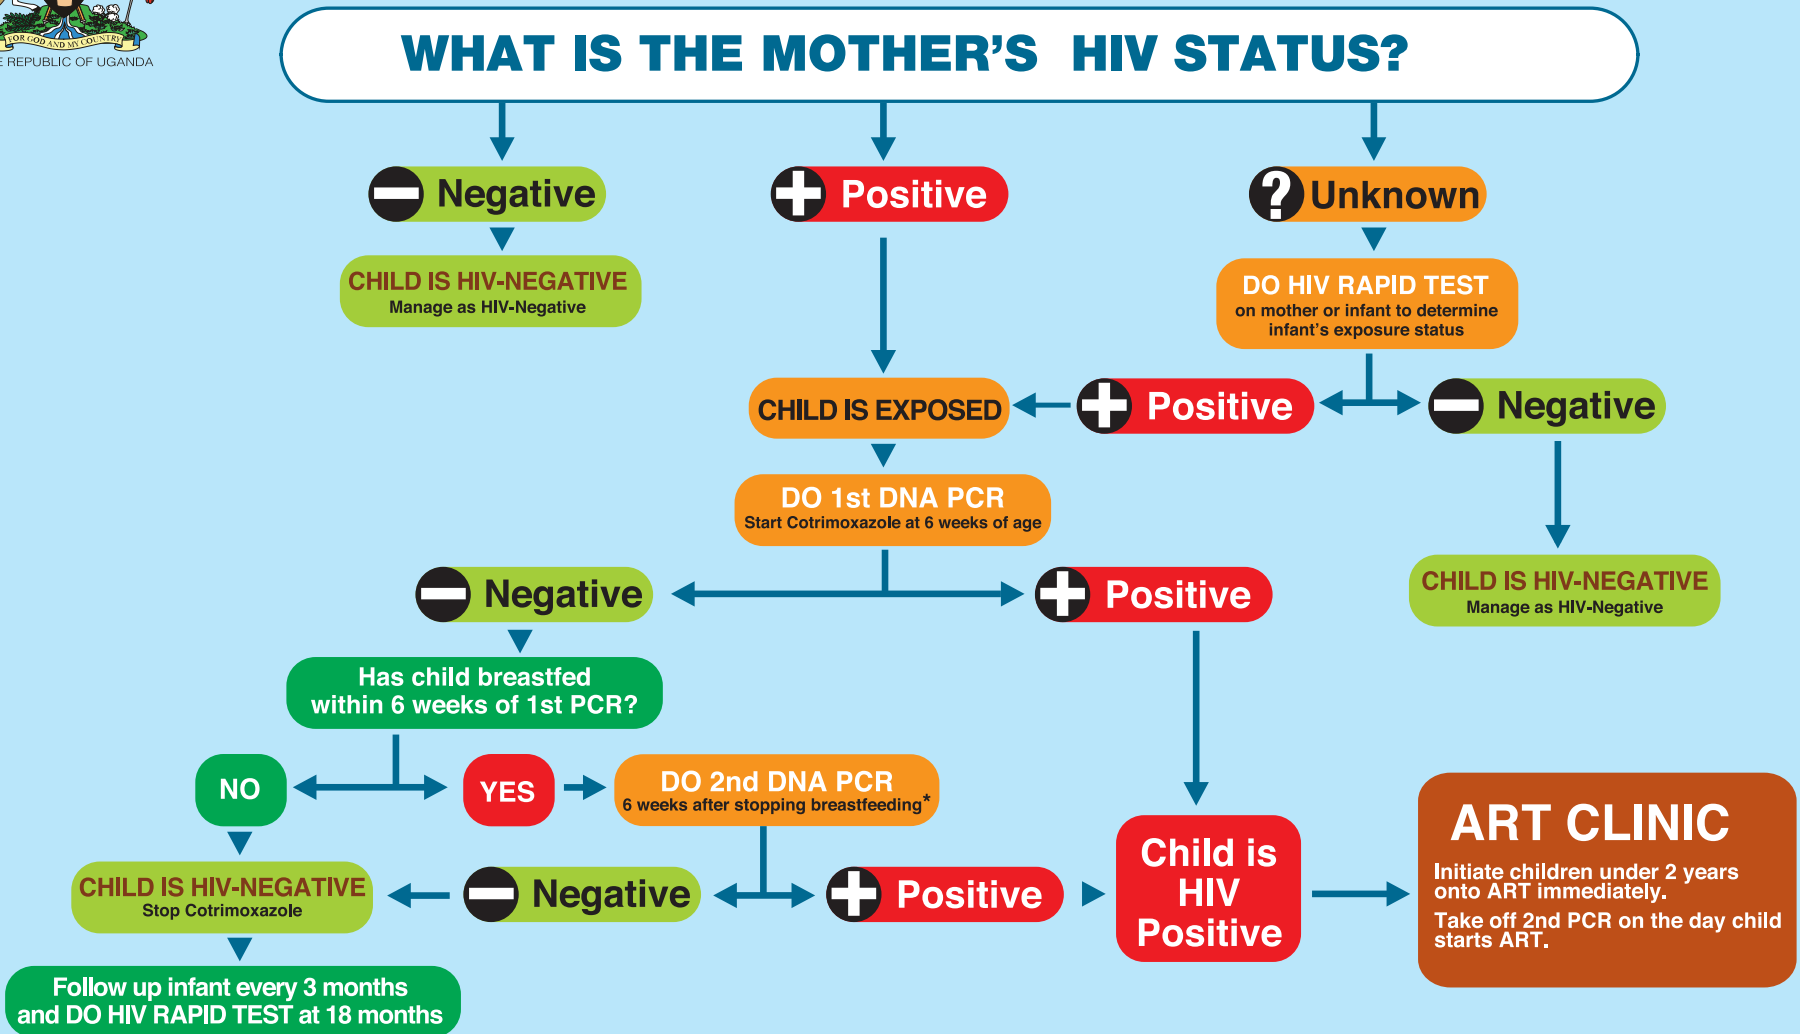 FOR GOD AND MY COUNTRY
E REPUBLIC OF UGANDA
WHAT IS THE MOTHER'S HIV STATUS?
Negative
Positive
? Unknown
CHILD IS HIV-NEGATIVE
Manage as HIV-Negative
DO HIV RAPID TEST
on mother or infant to determine
infant's exposure status
CHILD IS EXPOSED
Positive
Negative
DO 1st DNA PCR
Start Cotrimoxazole at 6 weeks of age
Negative
Positive
CHILD IS HIV-NEGATIVE
Manage as HIV-Negative
Has child breastfed
within 6 weeks of 1st PCR?
NO
YES
DO 2nd DNA PCR
6 weeks after stopping breastfeeding*
CHILD IS HIV-NEGATIVE
Stop Cotrimoxazole
Negative
Positive
Child is
HIV
Positive
ART CLINIC
Initiate children under 2 years
onto ART immediately.
Take off 2nd PCR on the day child
starts ART.
Follow up infant every 3 months
and DO HIV RAPID TEST at 18 months